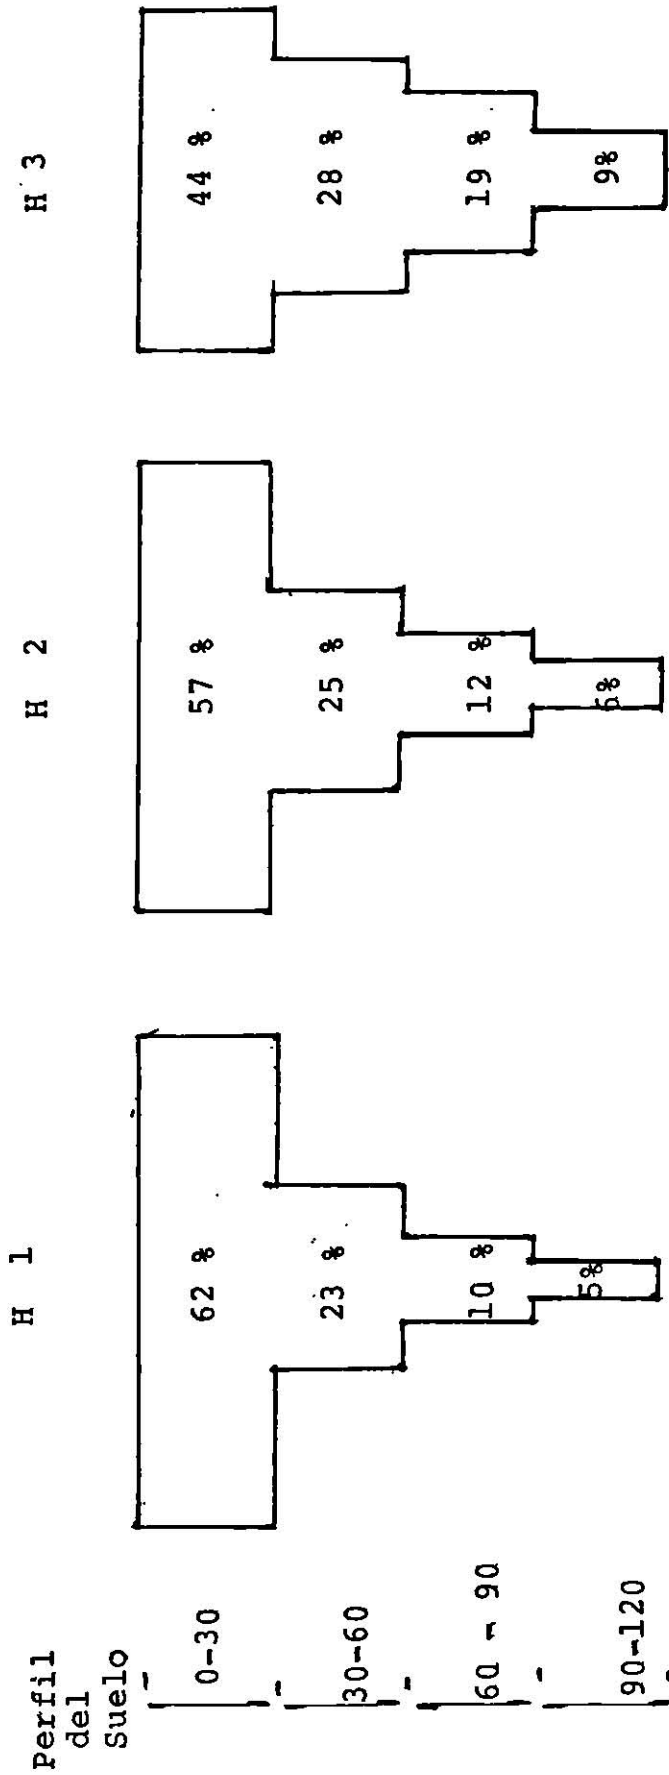 H 1 H 2 H 3
Perfil
del
Suelo
0-30 62 % 57 % 44 %
30-60 23 % 25 % 28 %
60 - 90 10 % 12 % 19 %
90-120 5% 6% 9%